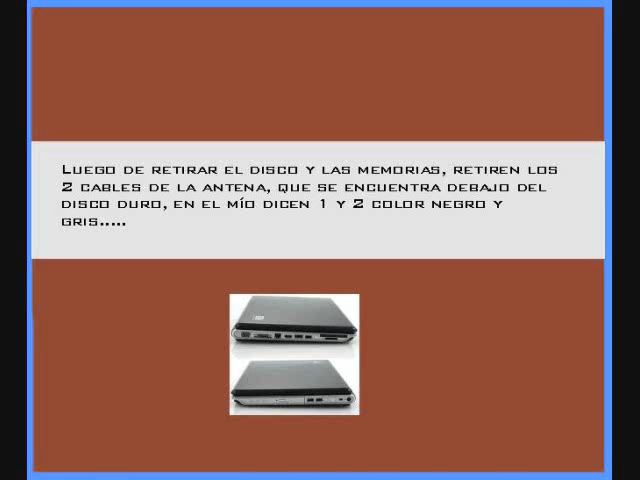 Luego de retirar el disco y las memorias, retiren los
2 cables de la antena, que se encuentra debajo del
disco duro, en el mío dicen 1 y 2 color negro y
gris.....